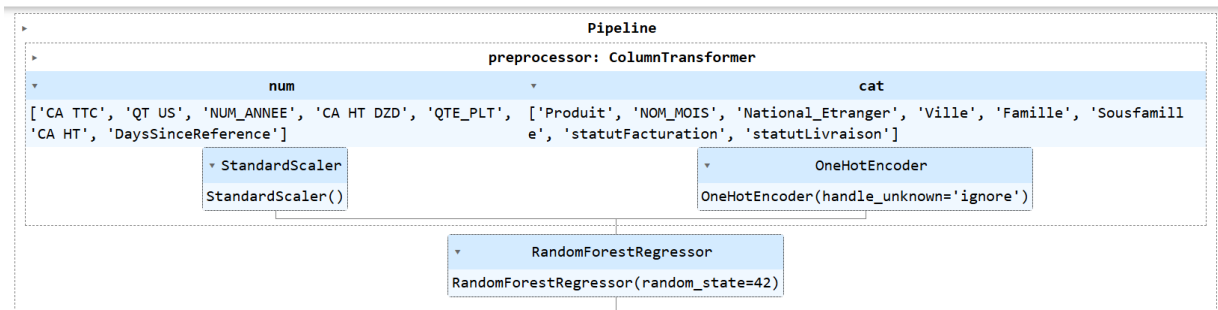 Pipeline
preprocessor: ColumnTransformer
num
['CA TTC', 'QT US', 'NUM_ANNEE', 'CA HT DZD', 'QTE_PLT',
'CA HT', 'DaysSinceReference']
cat
['Produit', 'NOM_MOIS', 'National_Etranger', 'Ville', 'Famille', 'Sousfamill
e', 'statutFacturation', 'statutLivraison']
StandardScaler
StandardScaler()
OneHotEncoder
OneHotEncoder(handle_unknown='ignore')
RandomForestRegressor
RandomForestRegressor(random_state=42)